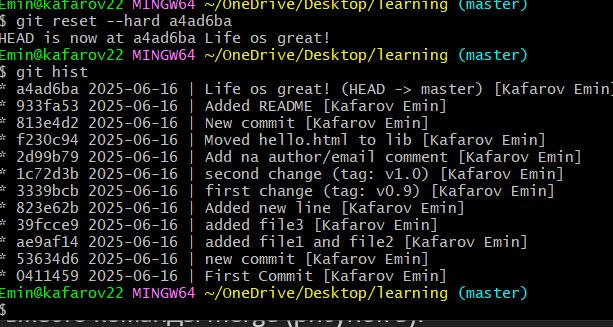 Emin@kafarov22 MINGW64 ~/OneDrive/Desktop/learning (master)
$ git reset --hard a4ad6ba
HEAD is now at a4ad6ba Life os great!
Emin@kafarov22 MINGW64 ~/OneDrive/Desktop/learning (master)
$ git hist
* a4ad6ba 2025-06-16 | Life os great! (HEAD -> master) [Kafarov Emin]
* 933fa53 2025-06-16 | Added README [Kafarov Emin]
* 813e4d2 2025-06-16 | New commit [Kafarov Emin]
* f230c94 2025-06-16 | Moved hello.html to lib [Kafarov Emin]
* 2d99b79 2025-06-16 | Add na author/email comment [Kafarov Emin]
* 1c72d3b 2025-06-16 | second change (tag: v1.0) [Kafarov Emin]
* 3339bcb 2025-06-16 | first change (tag: v0.9) [Kafarov Emin]
* 823e62b 2025-06-16 | Added new line [Kafarov Emin]
* 39fcce9 2025-06-16 | added file3 [Kafarov Emin]
* ae9af14 2025-06-16 | added file1 and file2 [Kafarov Emin]
* 53634d6 2025-06-16 | new commit [Kafarov Emin]
* 0411459 2025-06-16 | First Commit [Kafarov Emin]
Emin@kafarov22 MINGW64 ~/OneDrive/Desktop/learning (master)
$